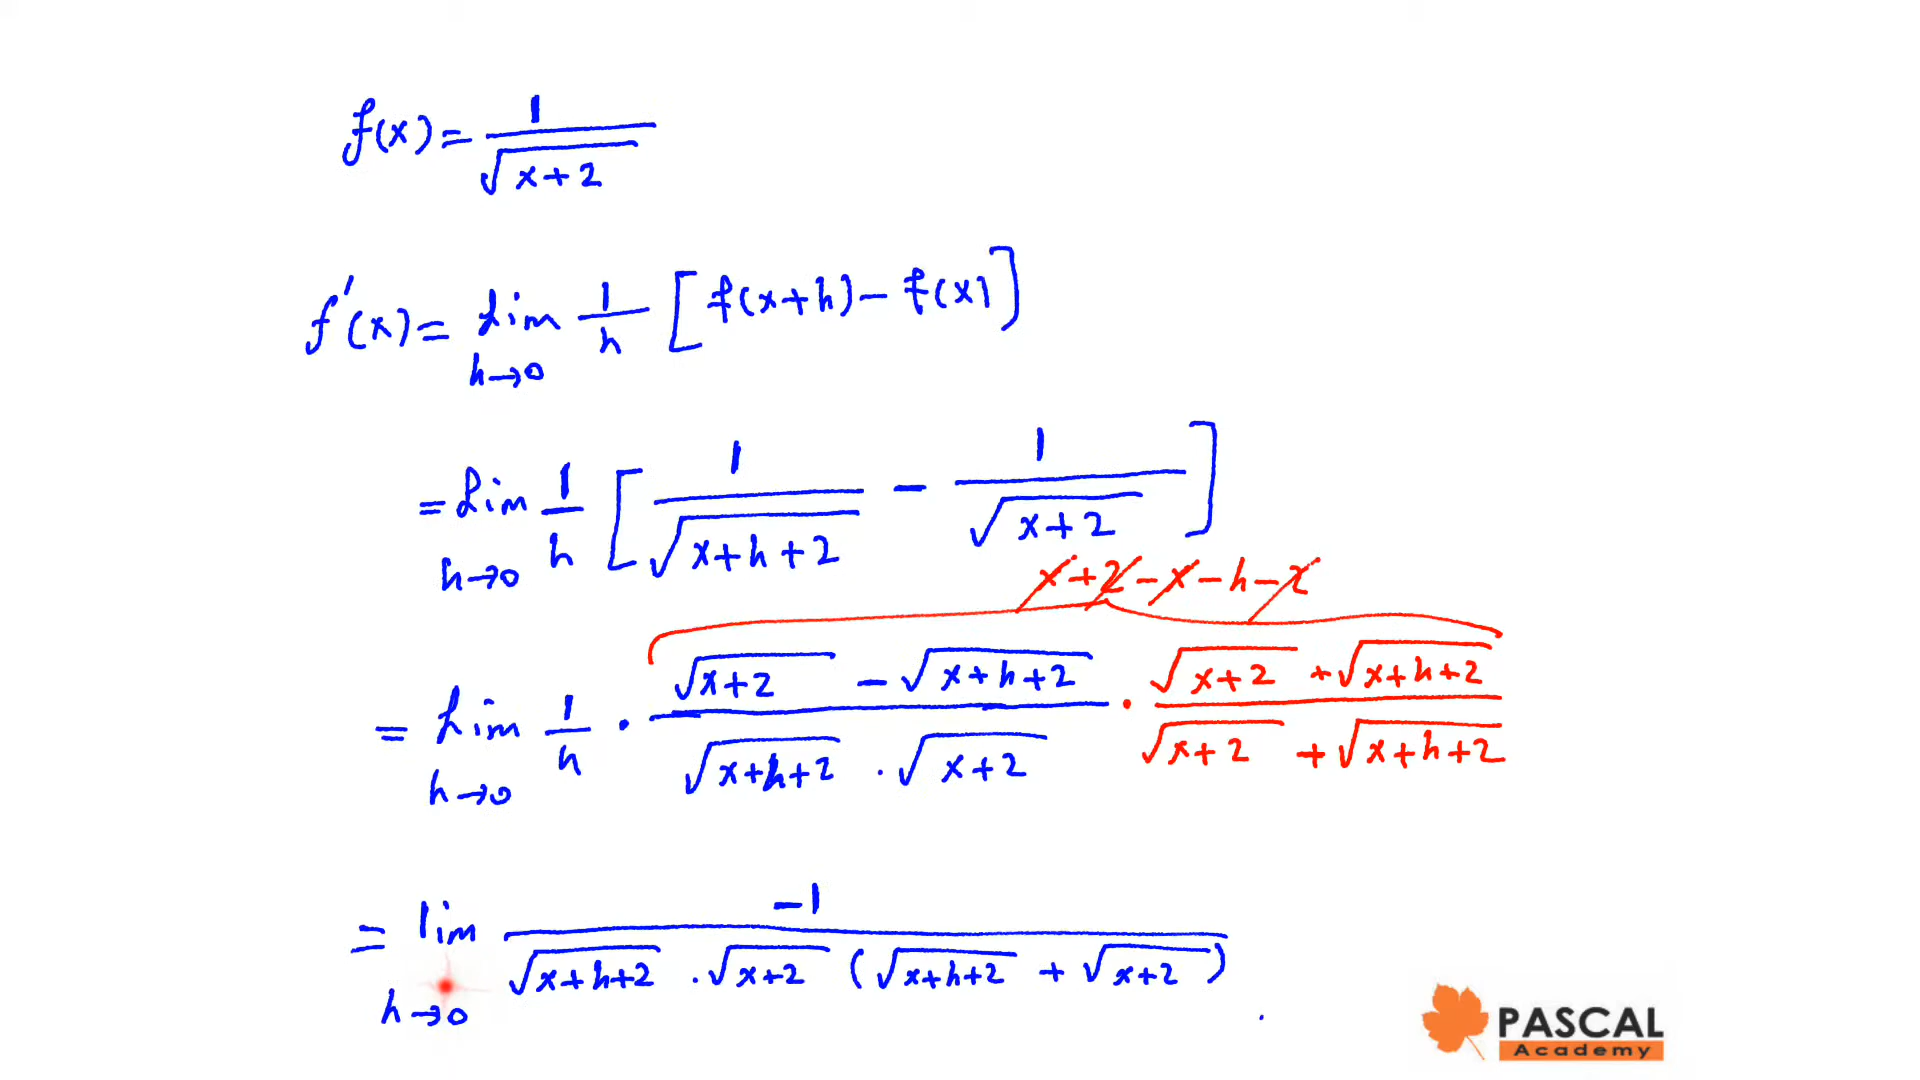 f(x) = 1/√(x+2)
f'(x) = Lim h→0 1/h [f(x+h) - f(x)]
= Lim h→0 1/h [1/√(x+h+2) - 1/√(x+2)]
x+2-x-h-2
= Lim h→0 1/h · (√(x+2) - √(x+h+2))/(√(x+h+2) · √(x+2)) · (√(x+2) + √(x+h+2))/(√(x+2) + √(x+h+2))
= lim h→0 -1/(√(x+h+2) · √(x+2) (√(x+h+2) + √(x+2)))
PASCAL
Academy